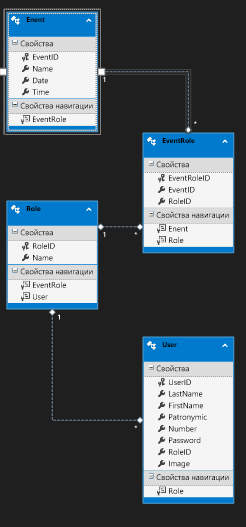 Enent
Свойства
EventID
Name
Date
Time
Свойства навигации
EventRole
1
*
EventRole
Свойства
EventRoleID
EventID
RoleID
Свойства навигации
Enent
Role
Role
Свойства
RoleID
Name
Свойства навигации
EventRole
User
1
*
1
*
User
Свойства
UserID
LastName
FirstName
Patronymic
Number
Password
RoleID
Image
Свойства навигации
Role